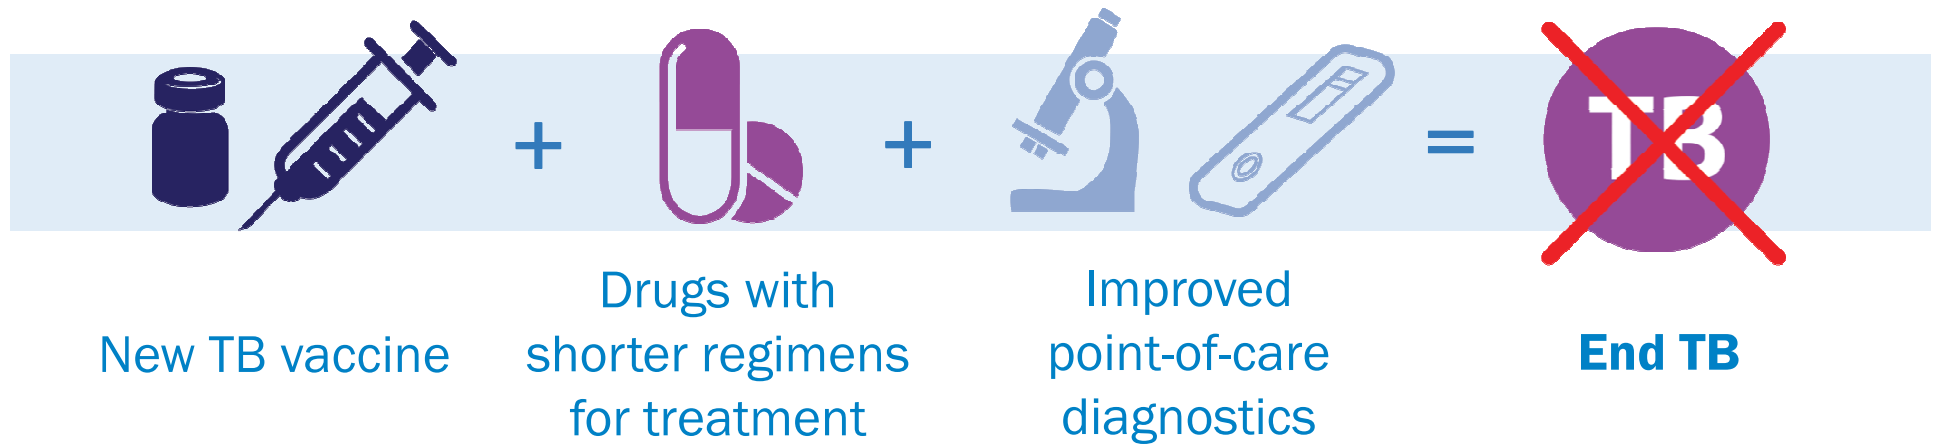 +
+
=
TB
New TB vaccine
Drugs with
shorter regimens
for treatment
Improved
point-of-care
diagnostics
End TB